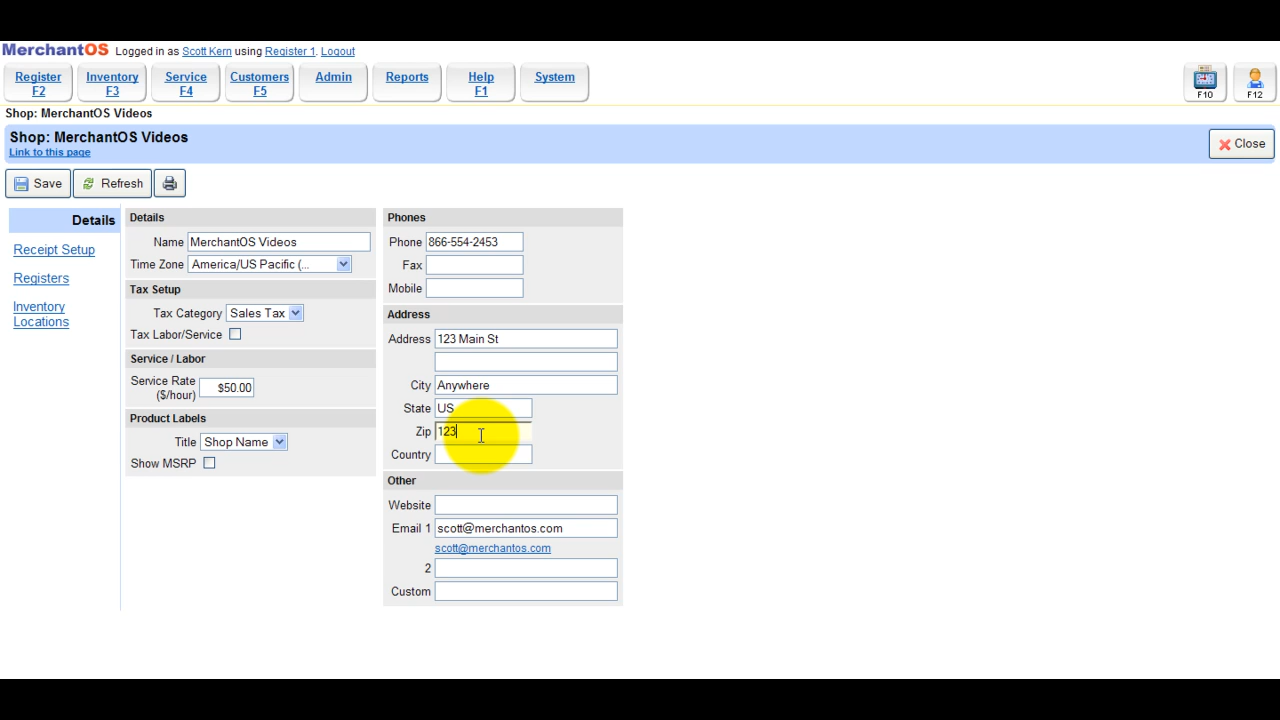 MerchantOS Logged in as Scott Kern using Register 1. Logout
Register F2
Inventory F3
Service F4
Customers F5
Admin
Reports
Help F1
System
F10
F12
Shop: MerchantOS Videos
Shop: MerchantOS Videos
Link to this page
Close
Save
Refresh
Details
Receipt Setup
Registers
Inventory
Locations
Details
Name MerchantOS Videos
Time Zone America/US Pacific (...
Tax Setup
Tax Category Sales Tax
Tax Labor/Service
Service / Labor
Service Rate
($/hour) $50.00
Product Labels
Title Shop Name
Show MSRP
Phones
Phone 866-554-2453
Fax
Mobile
Address
Address 123 Main St
City Anywhere
State US
Zip 123
Country
Other
Website
Email 1 scott@merchantos.com
scott@merchantos.com
2
Custom